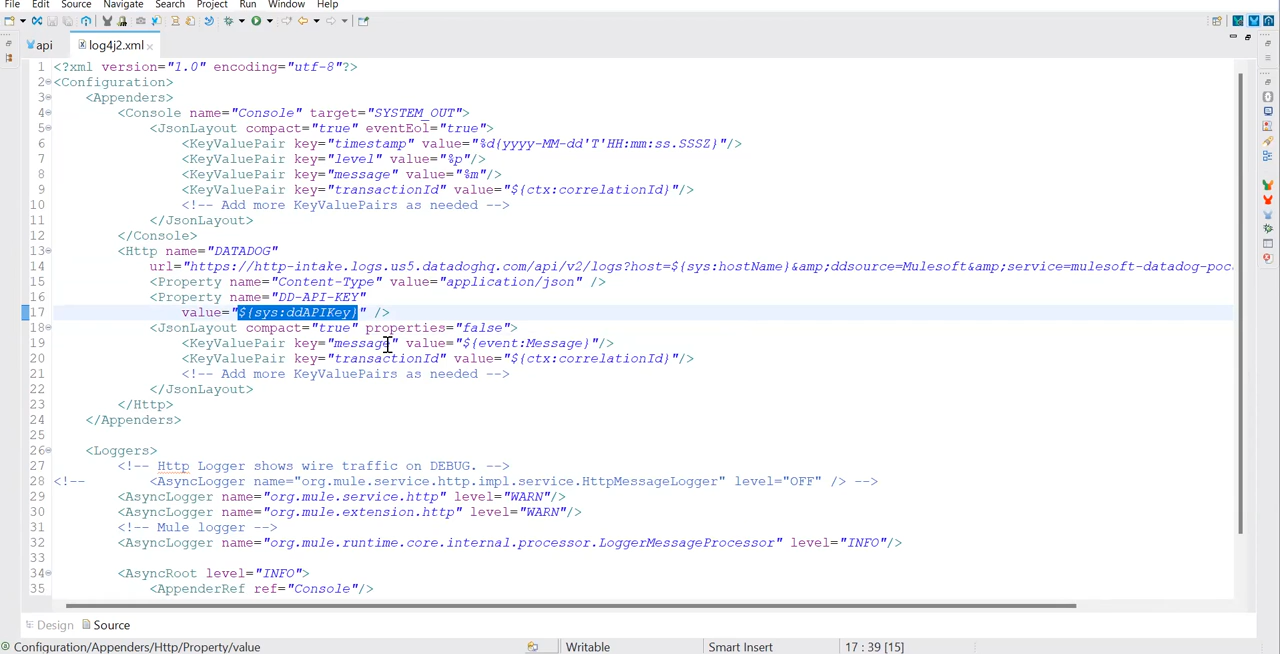 File Edit Source Navigate Search Project Run Window Help
api log4j2.xml
1 <?xml version="1.0" encoding="utf-8"?>
2 <Configuration>
3 <Appenders>
4 <Console name="Console" target="SYSTEM_OUT">
5 <JsonLayout compact="true" eventEol="true">
6 <KeyValuePair key="timestamp" value="%d{yyyy-MM-dd'T'HH:mm:ss.SSSZ}"/>
7 <KeyValuePair key="level" value="%p"/>
8 <KeyValuePair key="message" value="%m"/>
9 <KeyValuePair key="transactionId" value="${ctx:correlationId}"/>
10 <!-- Add more KeyValuePairs as needed -->
11 </JsonLayout>
12 </Console>
13 <Http name="DATADOG"
14 url="https://http-intake.logs.us5.datadoghq.com/api/v2/logs?host=${sys:hostName}&amp;ddsource=Mulesoft&amp;service=mulesoft-datadog-poc
15 <Property name="Content-Type" value="application/json" />
16 <Property name="DD-API-KEY"
17 value="${sys:ddAPIKey}" />
18 <JsonLayout compact="true" properties="false">
19 <KeyValuePair key="message" value="${event:Message}"/>
20 <KeyValuePair key="transactionId" value="${ctx:correlationId}"/>
21 <!-- Add more KeyValuePairs as needed -->
22 </JsonLayout>
23 </Http>
24 </Appenders>
25
26 <Loggers>
27 <!-- Http Logger shows wire traffic on DEBUG. -->
28 <!-- <AsyncLogger name="org.mule.service.http.impl.service.HttpMessageLogger" level="OFF" /> -->
29 <AsyncLogger name="org.mule.service.http" level="WARN"/>
30 <AsyncLogger name="org.mule.extension.http" level="WARN"/>
31 <!-- Mule logger -->
32 <AsyncLogger name="org.mule.runtime.core.internal.processor.LoggerMessageProcessor" level="INFO"/>
33
34 <AsyncRoot level="INFO">
35 <AppenderRef ref="Console"/>
Design Source
Configuration/Appenders/Http/Property/value Writable Smart Insert 17 : 39 [15]